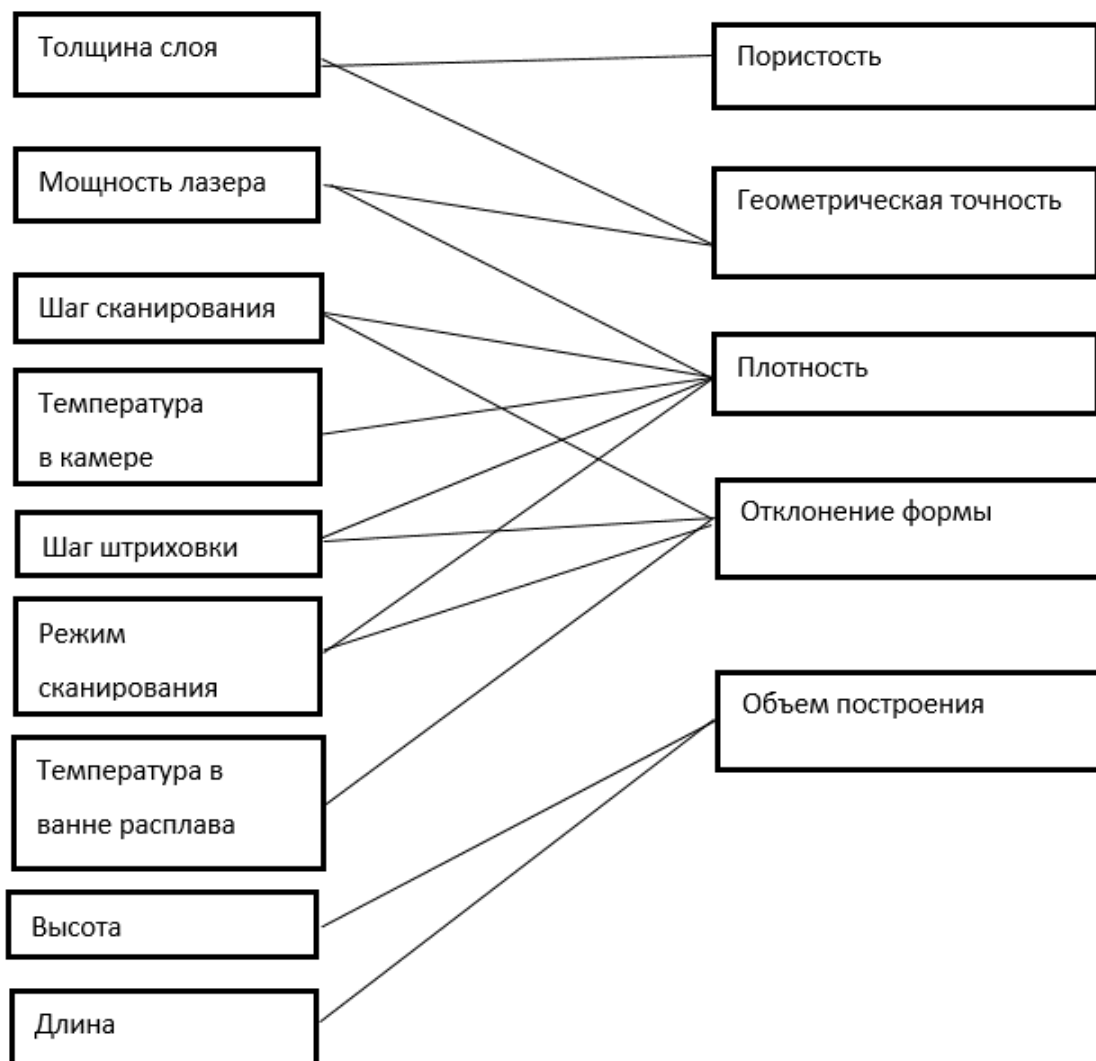 Толщина слоя
Мощность лазера
Шаг сканирования
Температура
в камере
Шаг штриховки
Режим
сканирования
Температура в
ванне расплава
Высота
Длина
Пористость
Геометрическая точность
Плотность
Отклонение формы
Объем построения